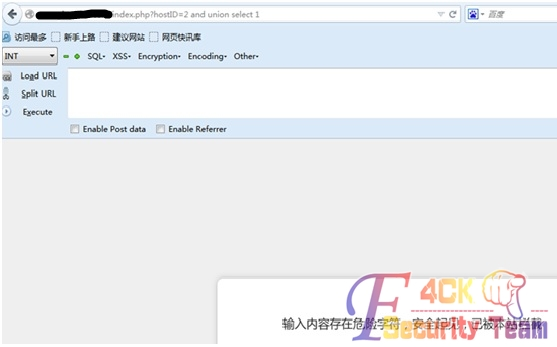 index.php?hostID=2 and union select 1
百度
访问最多 新手上路 建议网站 网页快讯库
INT SQL▾ XSS▾ Encryption▾ Encoding▾ Other▾
Load URL
Split URL
Execute
Enable Post data Enable Referrer
输入内容存在危险字符，安全起见，已被本站拦截
F4CK
Security Team